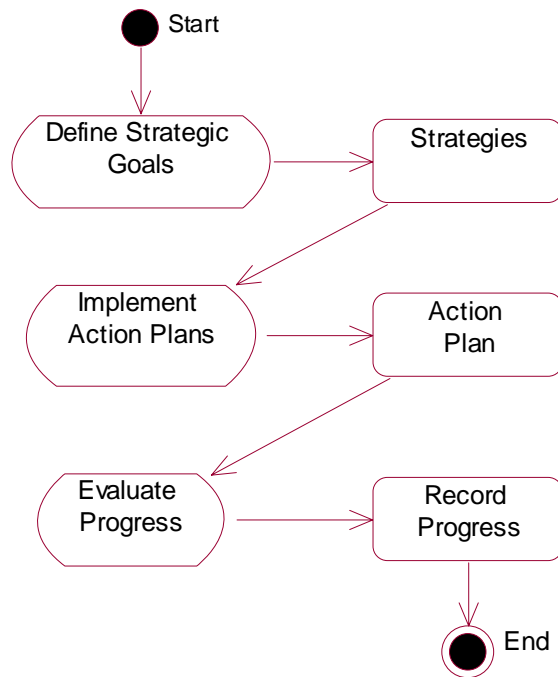 Start
Define Strategic
Goals
Strategies
Implement
Action Plans
Action
Plan
Evaluate
Progress
Record
Progress
End